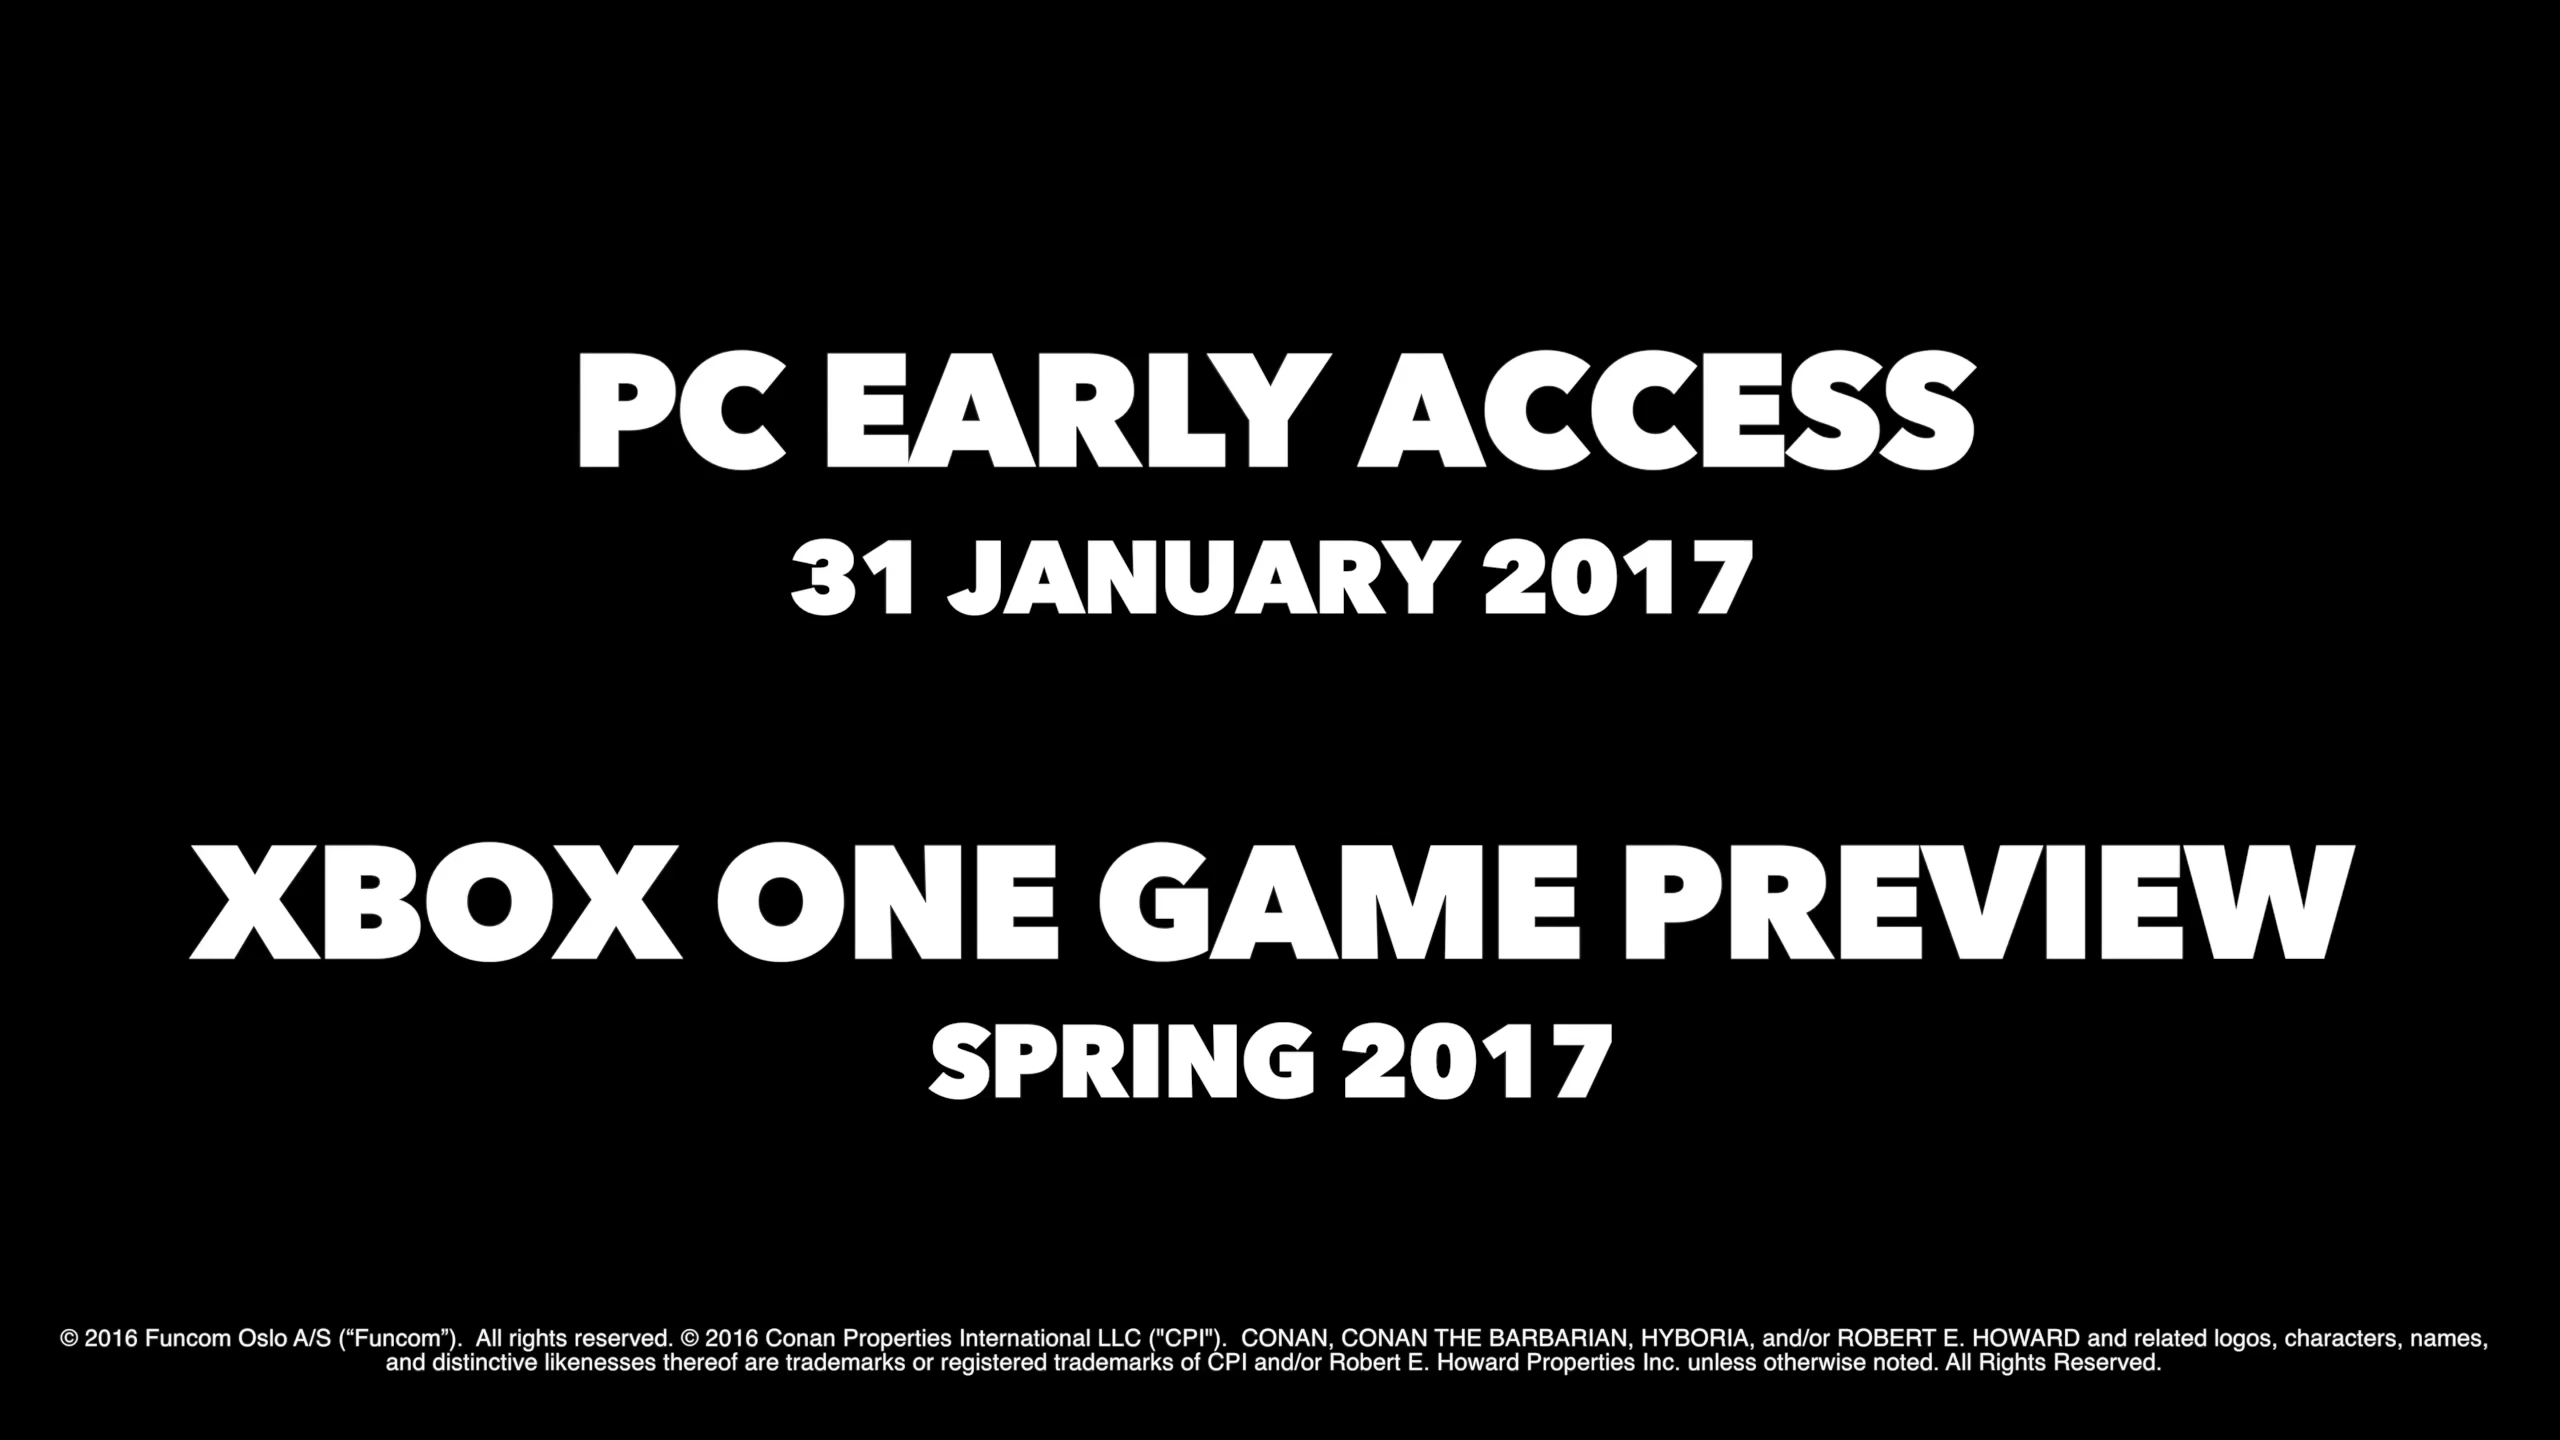 PC EARLY ACCESS
31 JANUARY 2017
XBOX ONE GAME PREVIEW
SPRING 2017
© 2016 Funcom Oslo A/S (“Funcom”).  All rights reserved. © 2016 Conan Properties International LLC ("CPI").  CONAN, CONAN THE BARBARIAN, HYBORIA, and/or ROBERT E. HOWARD and related logos, characters, names,
and distinctive likenesses thereof are trademarks or registered trademarks of CPI and/or Robert E. Howard Properties Inc. unless otherwise noted. All Rights Reserved.